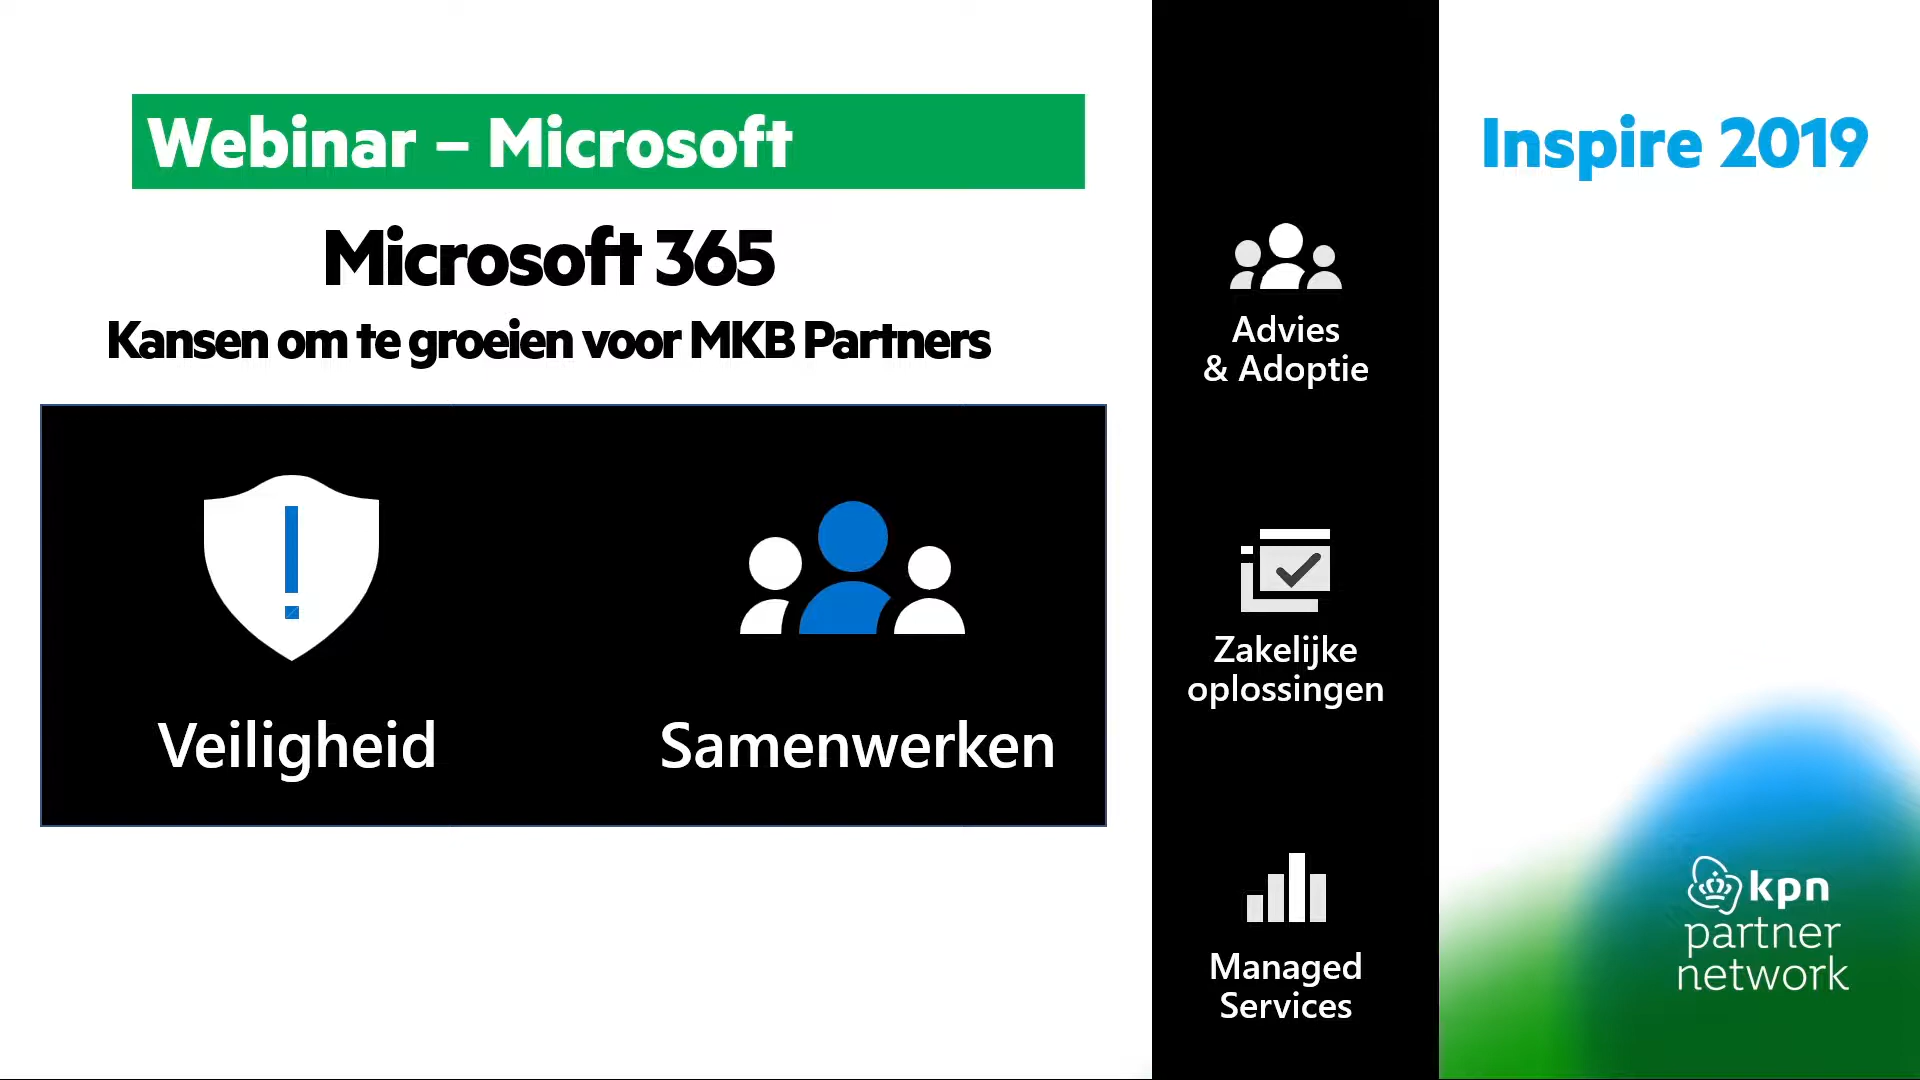 Webinar – Microsoft
Inspire 2019
Microsoft 365
Kansen om te groeien voor MKB Partners
Veiligheid
Samenwerken
Advies
& Adoptie
Zakelijke
oplossingen
Managed
Services
kpn
partner
network